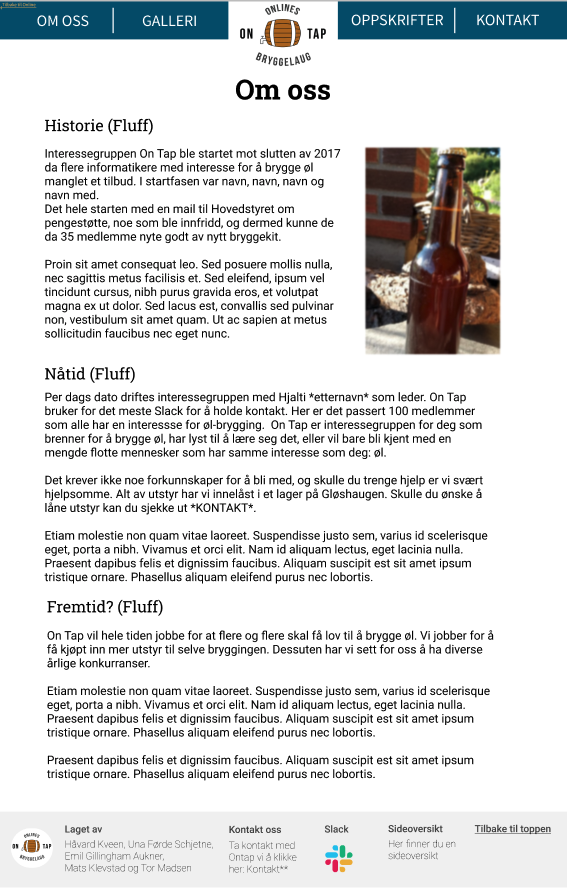 Tilbake til Online
OM OSS
GALLERI
ONLINES
ON TAP
BRYGGELAUG
OPPSKRIFTER
KONTAKT
Om oss
Historie (Fluff)
Interessegruppen On Tap ble startet mot slutten av 2017
da flere informatikere med interesse for å brygge øl
manglet et tilbud. I startfasen var navn, navn, navn og
navn med.
Det hele starten med en mail til Hovedstyret om
pengestøtte, noe som ble innfridd, og dermed kunne de
da 35 medlemme nyte godt av nytt bryggekit.
Proin sit amet consequat leo. Sed posuere mollis nulla,
nec sagittis metus facilisis et. Sed eleifend, ipsum vel
tincidunt cursus, nibh purus gravida eros, et volutpat
magna ex ut dolor. Sed lacus est, convallis sed pulvinar
non, vestibulum sit amet quam. Ut ac sapien at metus
sollicitudin faucibus nec eget nunc.
Nåtid (Fluff)
Per dags dato driftes interessegruppen med Hjalti *etternavn* som leder. On Tap
bruker for det meste Slack for å holde kontakt. Her er det passert 100 medlemmer
som alle har en interessse for øl-brygging.  On Tap er interessegruppen for deg som
brenner for å brygge øl, har lyst til å lære seg det, eller vil bare bli kjent med en
mengde flotte mennesker som har samme interesse som deg: øl.
Det krever ikke noe forkunnskaper for å bli med, og skulle du trenge hjelp er vi svært
hjelpsomme. Alt av utstyr har vi innelåst i et lager på Gløshaugen. Skulle du ønske å
låne utstyr kan du sjekke ut *KONTAKT*.
Etiam molestie non quam vitae laoreet. Suspendisse justo sem, varius id scelerisque
eget, porta a nibh. Vivamus et orci elit. Nam id aliquam lectus, eget lacinia nulla.
Praesent dapibus felis et dignissim faucibus. Aliquam suscipit est sit amet ipsum
tristique ornare. Phasellus aliquam eleifend purus nec lobortis.
Fremtid? (Fluff)
On Tap vil hele tiden jobbe for at flere og flere skal få lov til å brygge øl. Vi jobber for å
få kjøpt inn mer utstyr til selve bryggingen. Dessuten har vi sett for oss å ha diverse
årlige konkurranser.
Etiam molestie non quam vitae laoreet. Suspendisse justo sem, varius id scelerisque
eget, porta a nibh. Vivamus et orci elit. Nam id aliquam lectus, eget lacinia nulla.
Praesent dapibus felis et dignissim faucibus. Aliquam suscipit est sit amet ipsum
tristique ornare. Phasellus aliquam eleifend purus nec lobortis.
Praesent dapibus felis et dignissim faucibus. Aliquam suscipit est sit amet ipsum
tristique ornare. Phasellus aliquam eleifend purus nec lobortis.
ONLINES
ON TAP
BRYGGELAUG
Laget av
Håvard Kveen, Una Førde Schjetne,
Emil Gillingham Aukner,
Mats Klevstad og Tor Madsen
Kontakt oss
Ta kontakt med
Ontap vi å klikke
her: Kontakt**
Slack
Sideoversikt
Her finner du en
sideoversikt
Tilbake til toppen